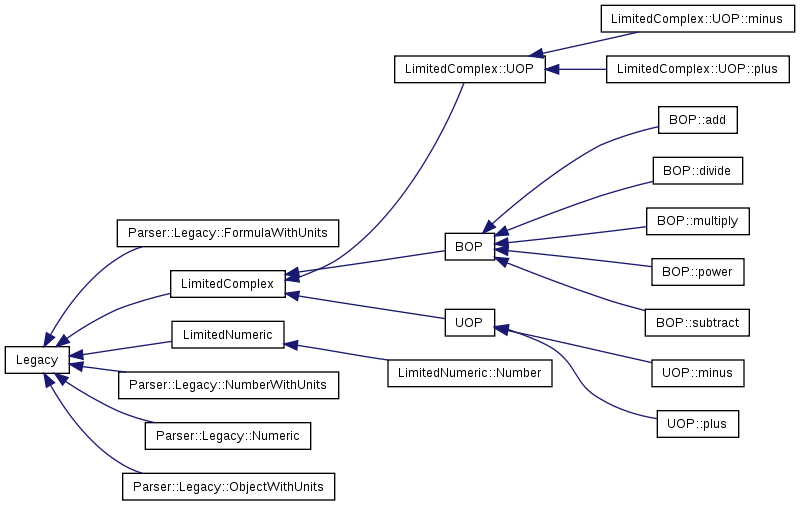 LimitedComplex::UOP::minus
LimitedComplex::UOP
LimitedComplex::UOP::plus
BOP::add
BOP::divide
BOP::multiply
Parser::Legacy::FormulaWithUnits
BOP
BOP::power
LimitedComplex
UOP
BOP::subtract
LimitedNumeric
Legacy
LimitedNumeric::Number
UOP::minus
Parser::Legacy::NumberWithUnits
UOP::plus
Parser::Legacy::Numeric
Parser::Legacy::ObjectWithUnits